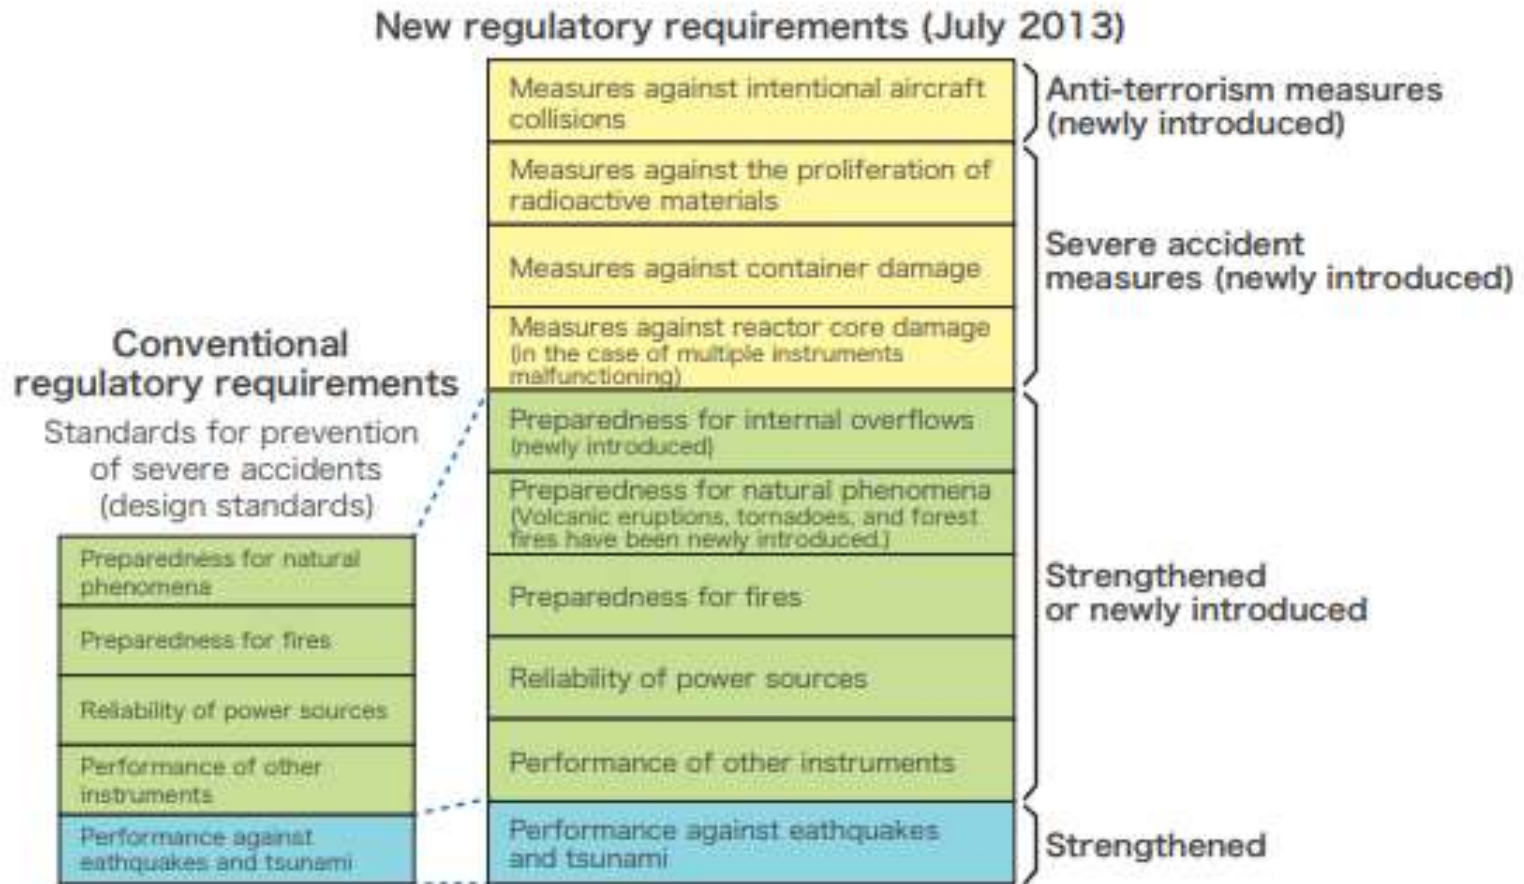 New regulatory requirements (July 2013)
Measures against intentional aircraft
collisions
Anti-terrorism measures
(newly introduced)
Measures against the proliferation of
radioactive materials
Measures against container damage
Measures against reactor core damage
(in the case of multiple instruments
malfunctioning)
Severe accident
measures (newly introduced)
Conventional
regulatory requirements
Standards for prevention
of severe accidents
(design standards)
Preparedness for natural
phenomena
Preparedness for fires
Reliability of power sources
Performance of other
instruments
Performance against
eathquakes and tsunami
Preparedness for internal overflows
(newly introduced)
Preparedness for natural phenomena
(Volcanic eruptions, tornadoes, and forest
fires have been newly introduced.)
Preparedness for fires
Reliability of power sources
Performance of other instruments
Strengthened
or newly introduced
Performance against eathquakes
and tsunami
Strengthened